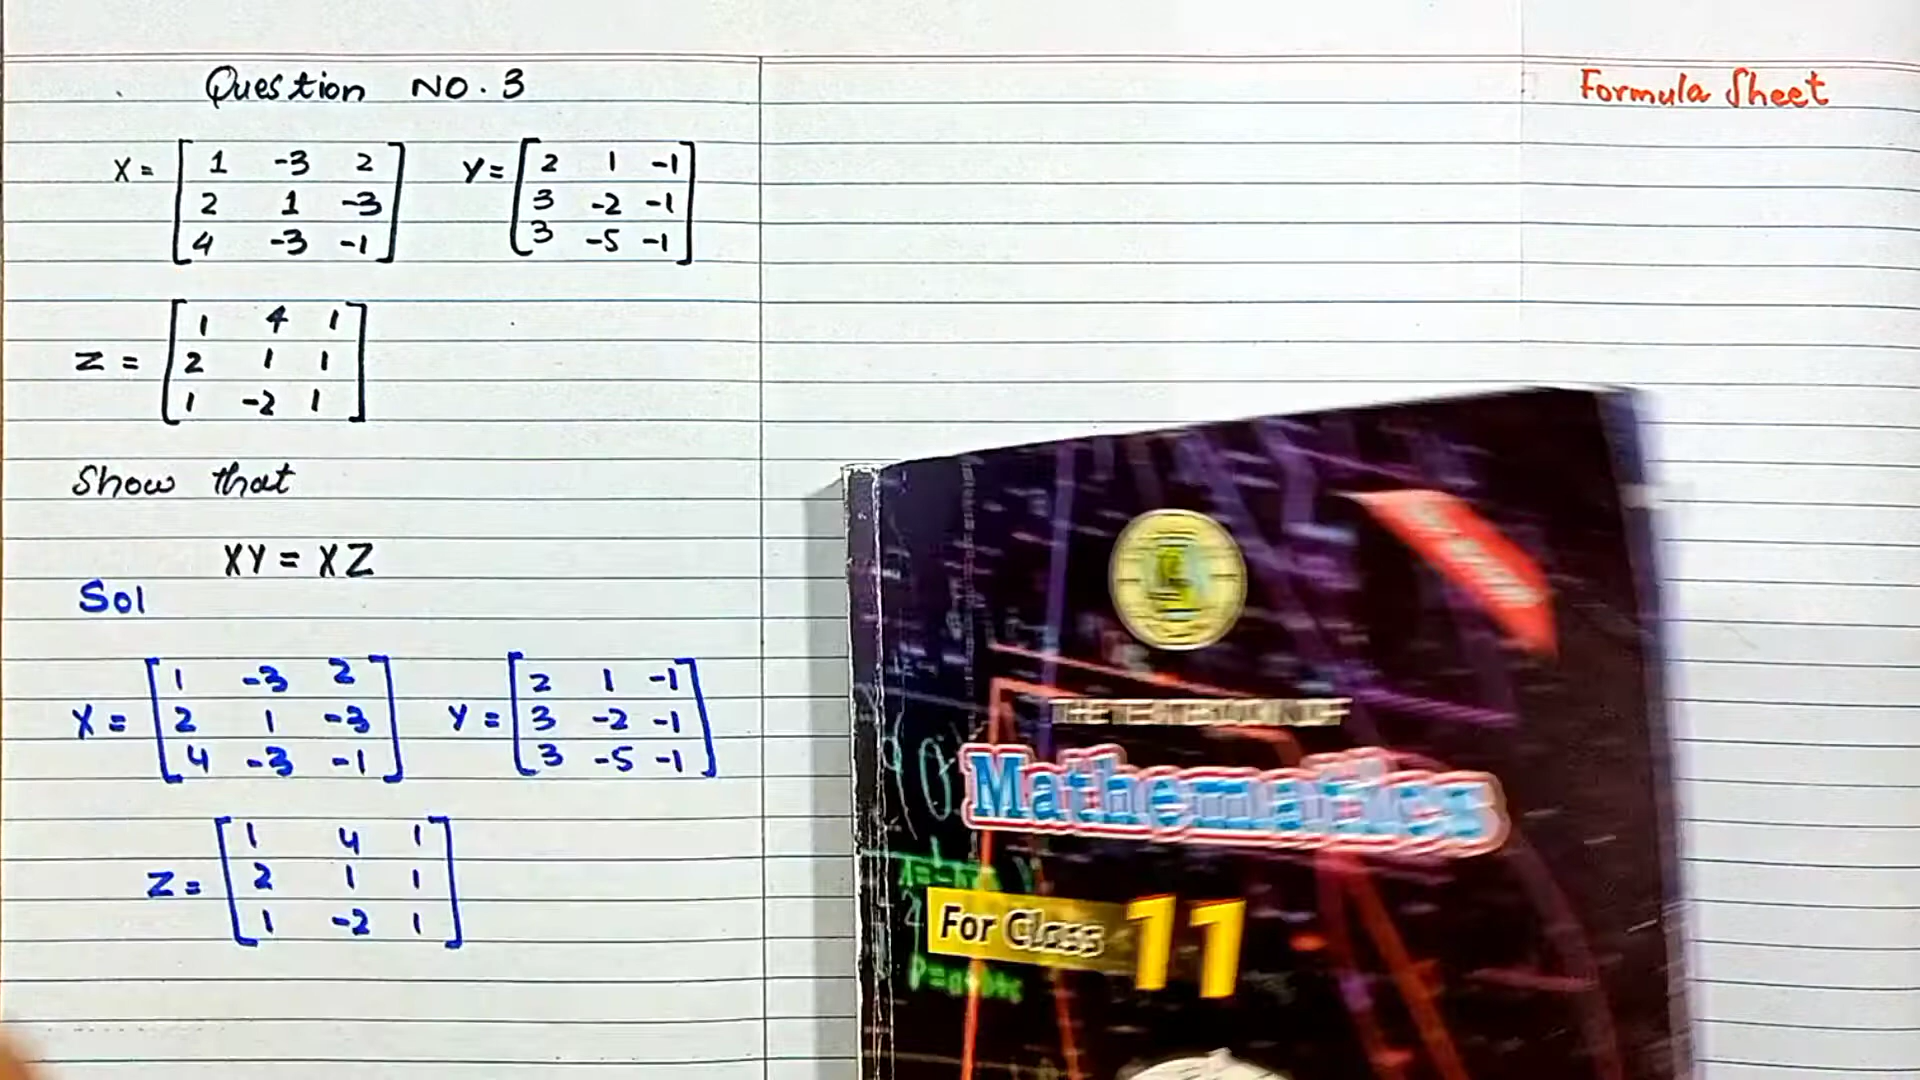 Question NO. 3
X = [ 1 -3 2 Y = [ 2 1 -1
2 1 -3 3 -2 -1
4 -3 -1 ] 3 -5 -1 ]
Z = [ 1 4 1
2 1 1
1 -2 1 ]
Show that
XY = XZ
Sol
X = [ 1 -3 2 Y = [ 2 1 -1
2 1 -3 3 -2 -1
4 -3 -1 ] 3 -5 -1 ]
Z = [ 1 4 1
2 1 1
1 -2 1 ]
Formula Sheet
THE TEXTBOOK OF
Mathematics
For Class 11